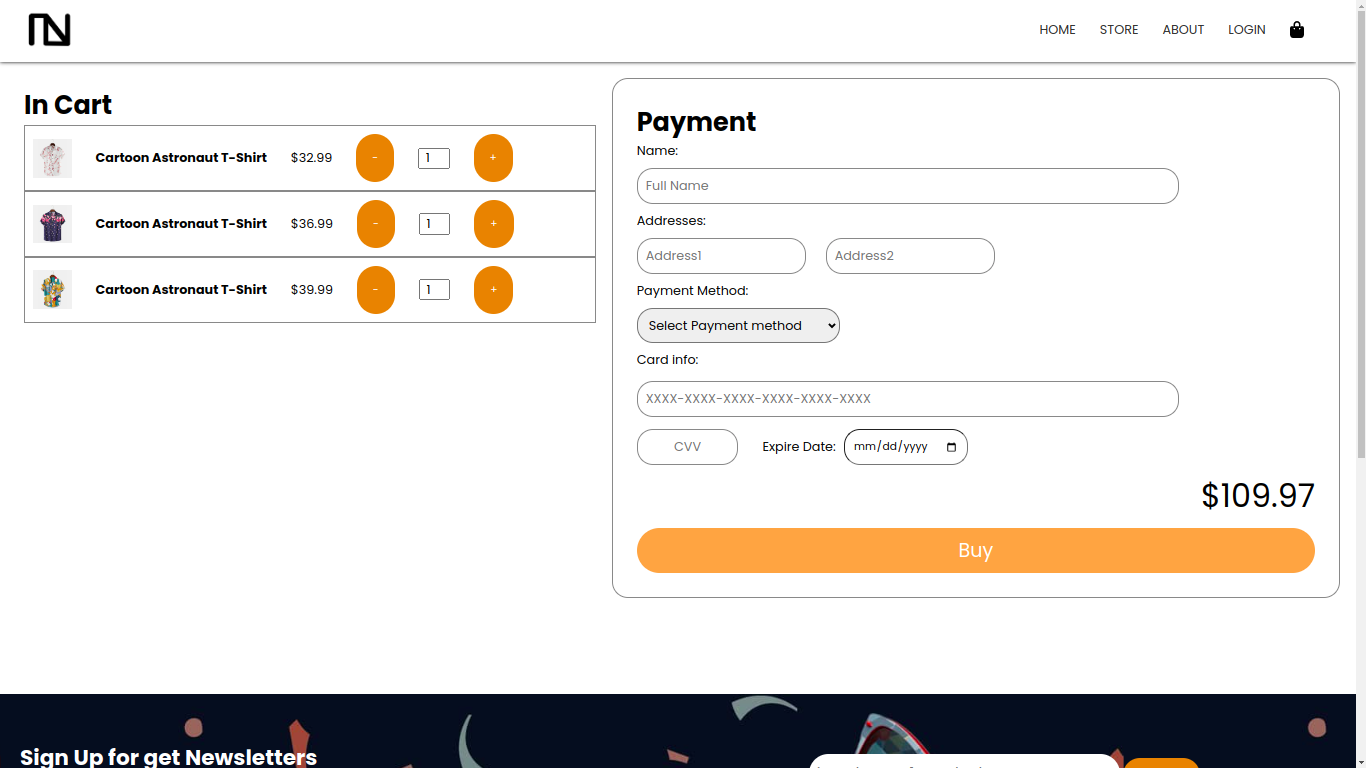 HOME STORE ABOUT LOGIN
In Cart
Cartoon Astronaut T-Shirt $32.99 - 1 +
Cartoon Astronaut T-Shirt $36.99 - 1 +
Cartoon Astronaut T-Shirt $39.99 - 1 +
Payment
Name:
Full Name
Addresses:
Address1 Address2
Payment Method:
Select Payment method
Card info:
XXXX-XXXX-XXXX-XXXX-XXXX-XXXX
CVV Expire Date: mm/dd/yyyy
$109.97
Buy
Sign Up for get Newsletters